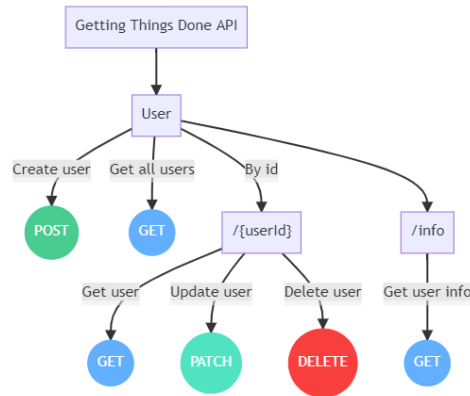 Getting Things Done API
User
Create user
Get all users
By id
POST
GET
/{userId}
/info
Get user
Update user
Delete user
Get user info
GET
PATCH
DELETE
GET